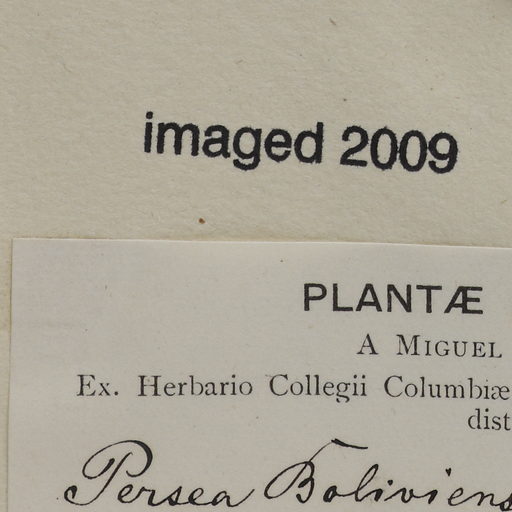 imaged 2009
PLANTÆ
A MIGUEL
Ex. Herbario Collegii Columbiæ
dist
Persea Boliviens